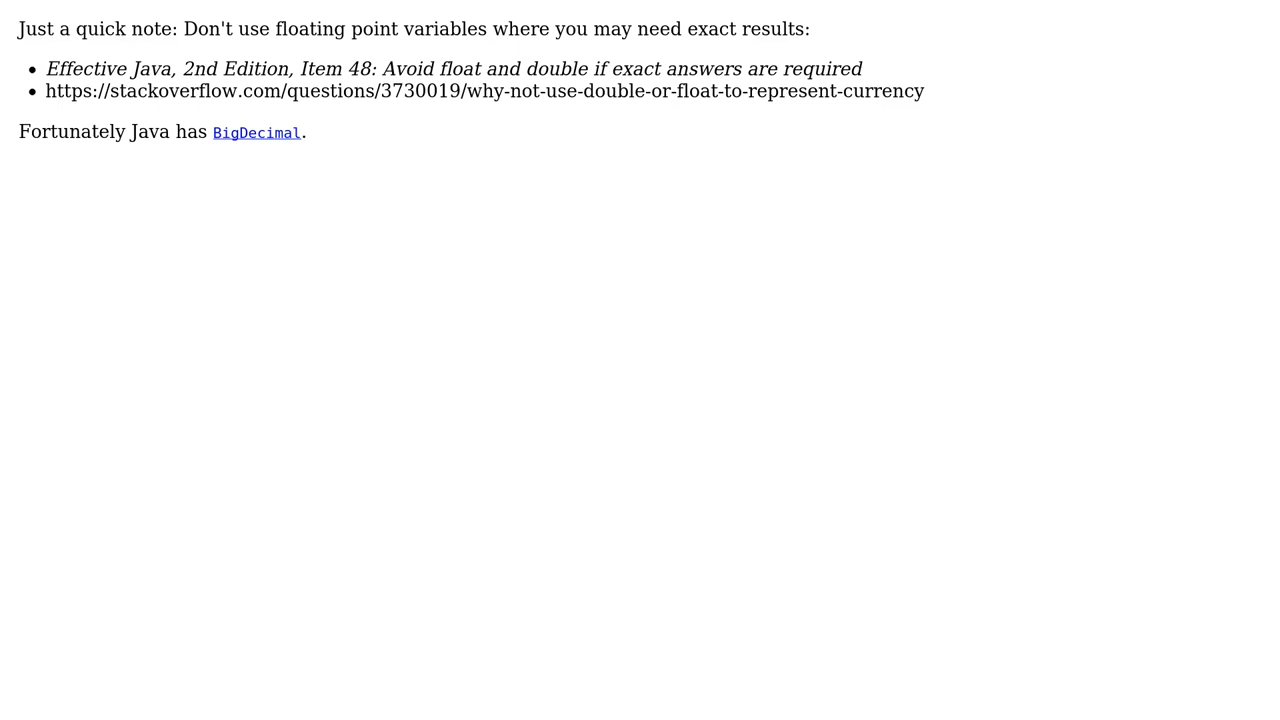 Just a quick note: Don't use floating point variables where you may need exact results:
• Effective Java, 2nd Edition, Item 48: Avoid float and double if exact answers are required
• https://stackoverflow.com/questions/3730019/why-not-use-double-or-float-to-represent-currency
Fortunately Java has BigDecimal.